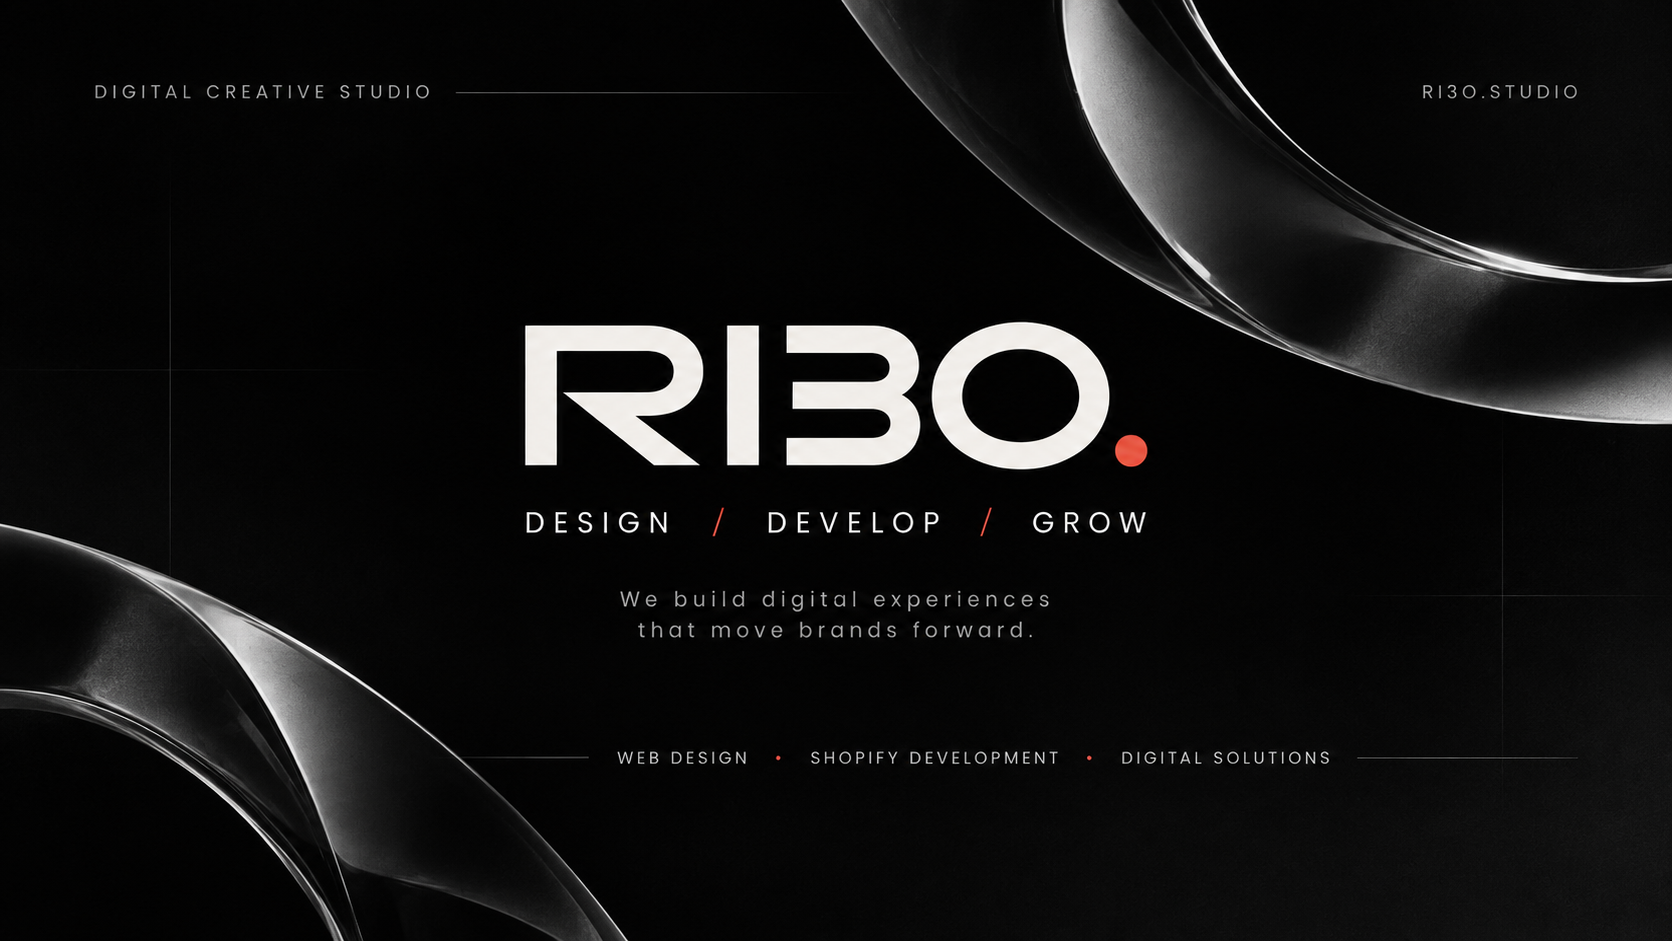 DIGITAL CREATIVE STUDIO
RI3O.STUDIO
RIBO.
DESIGN / DEVELOP / GROW
We build digital experiences
that move brands forward.
WEB DESIGN • SHOPIFY DEVELOPMENT • DIGITAL SOLUTIONS